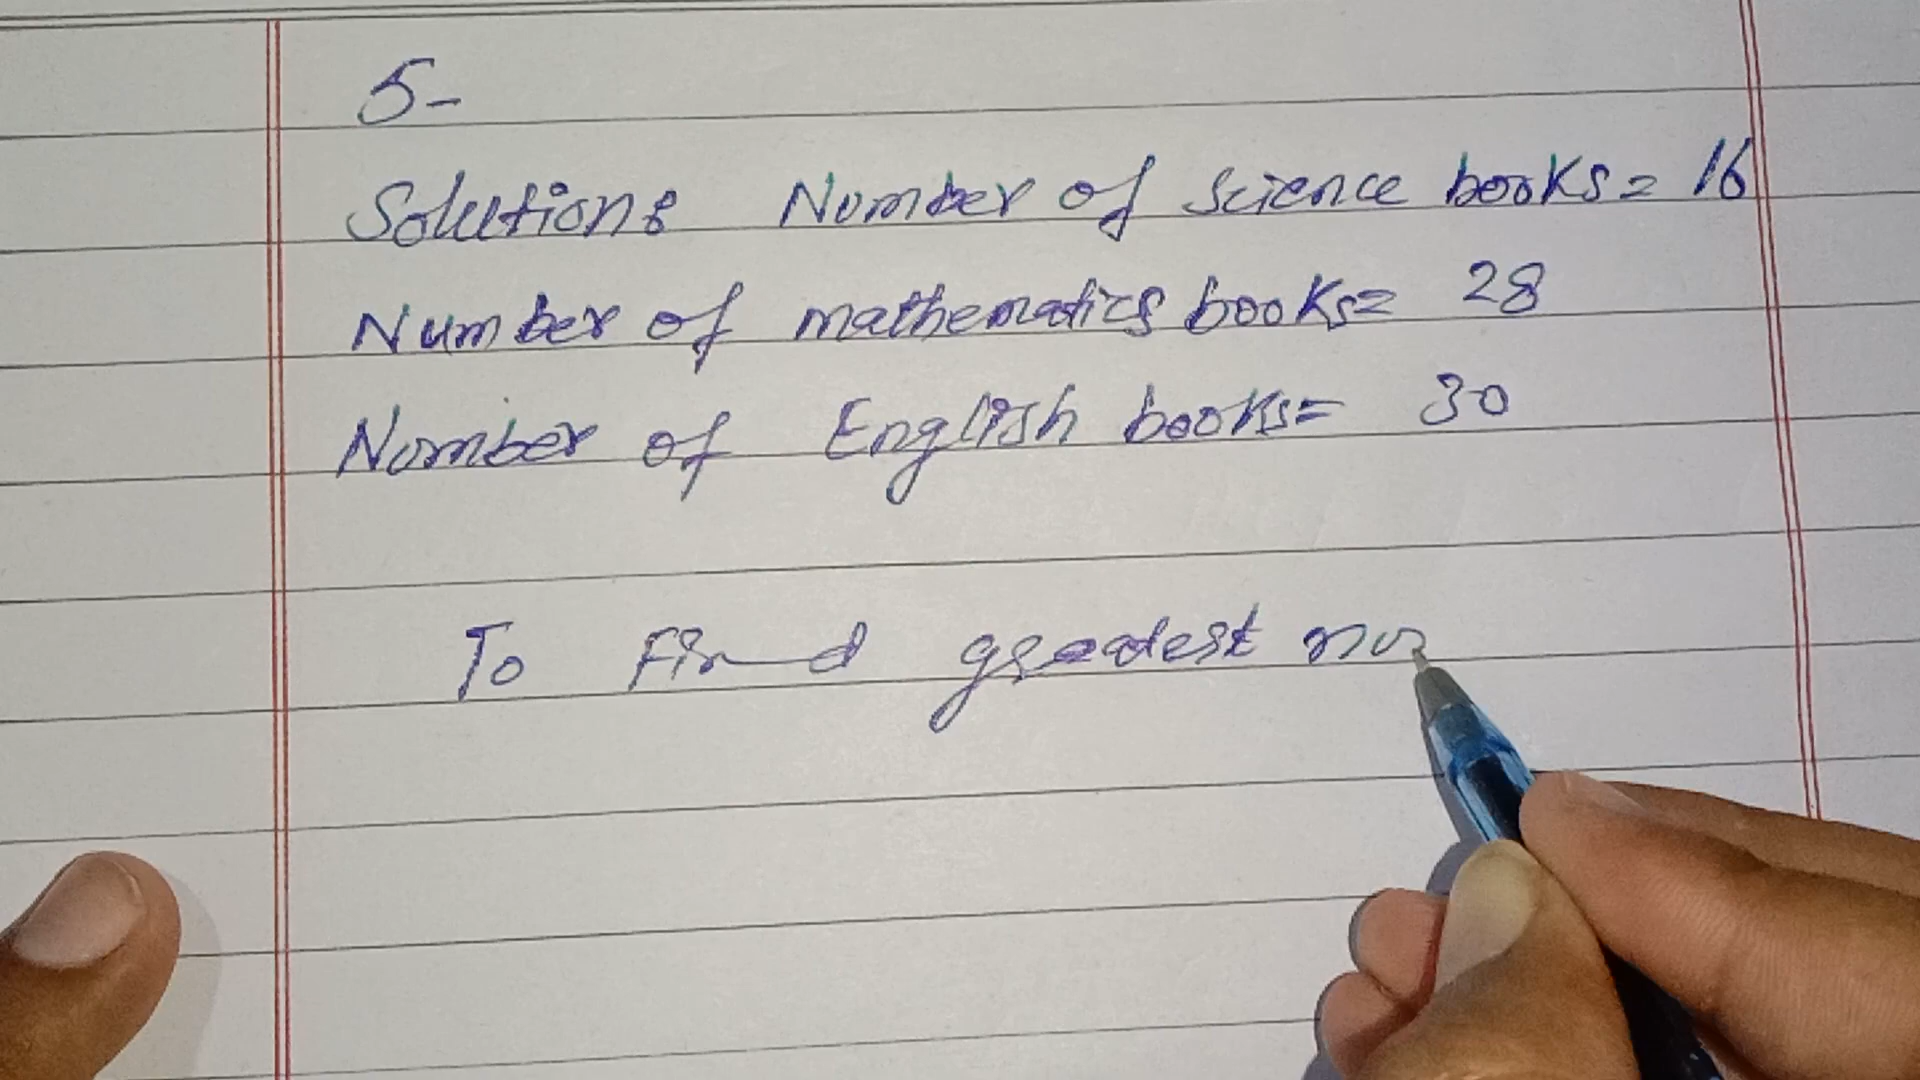 5-
Solution: Number of Science books = 16
Number of mathematics books = 28
Number of English books = 30
To find greatest no